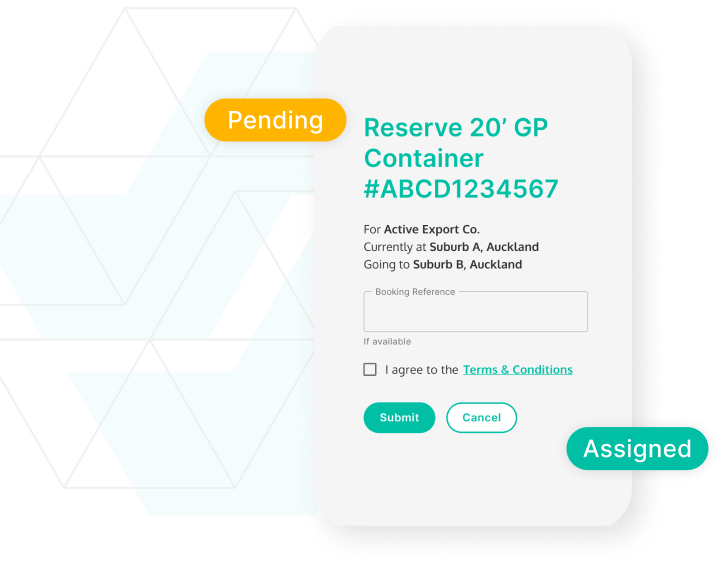 Pending
Reserve 20’ GP
Container
#ABCD1234567
For Active Export Co.
Currently at Suburb A, Auckland
Going to Suburb B, Auckland
Booking Reference
If available
I agree to the Terms & Conditions
Submit Cancel
Assigned